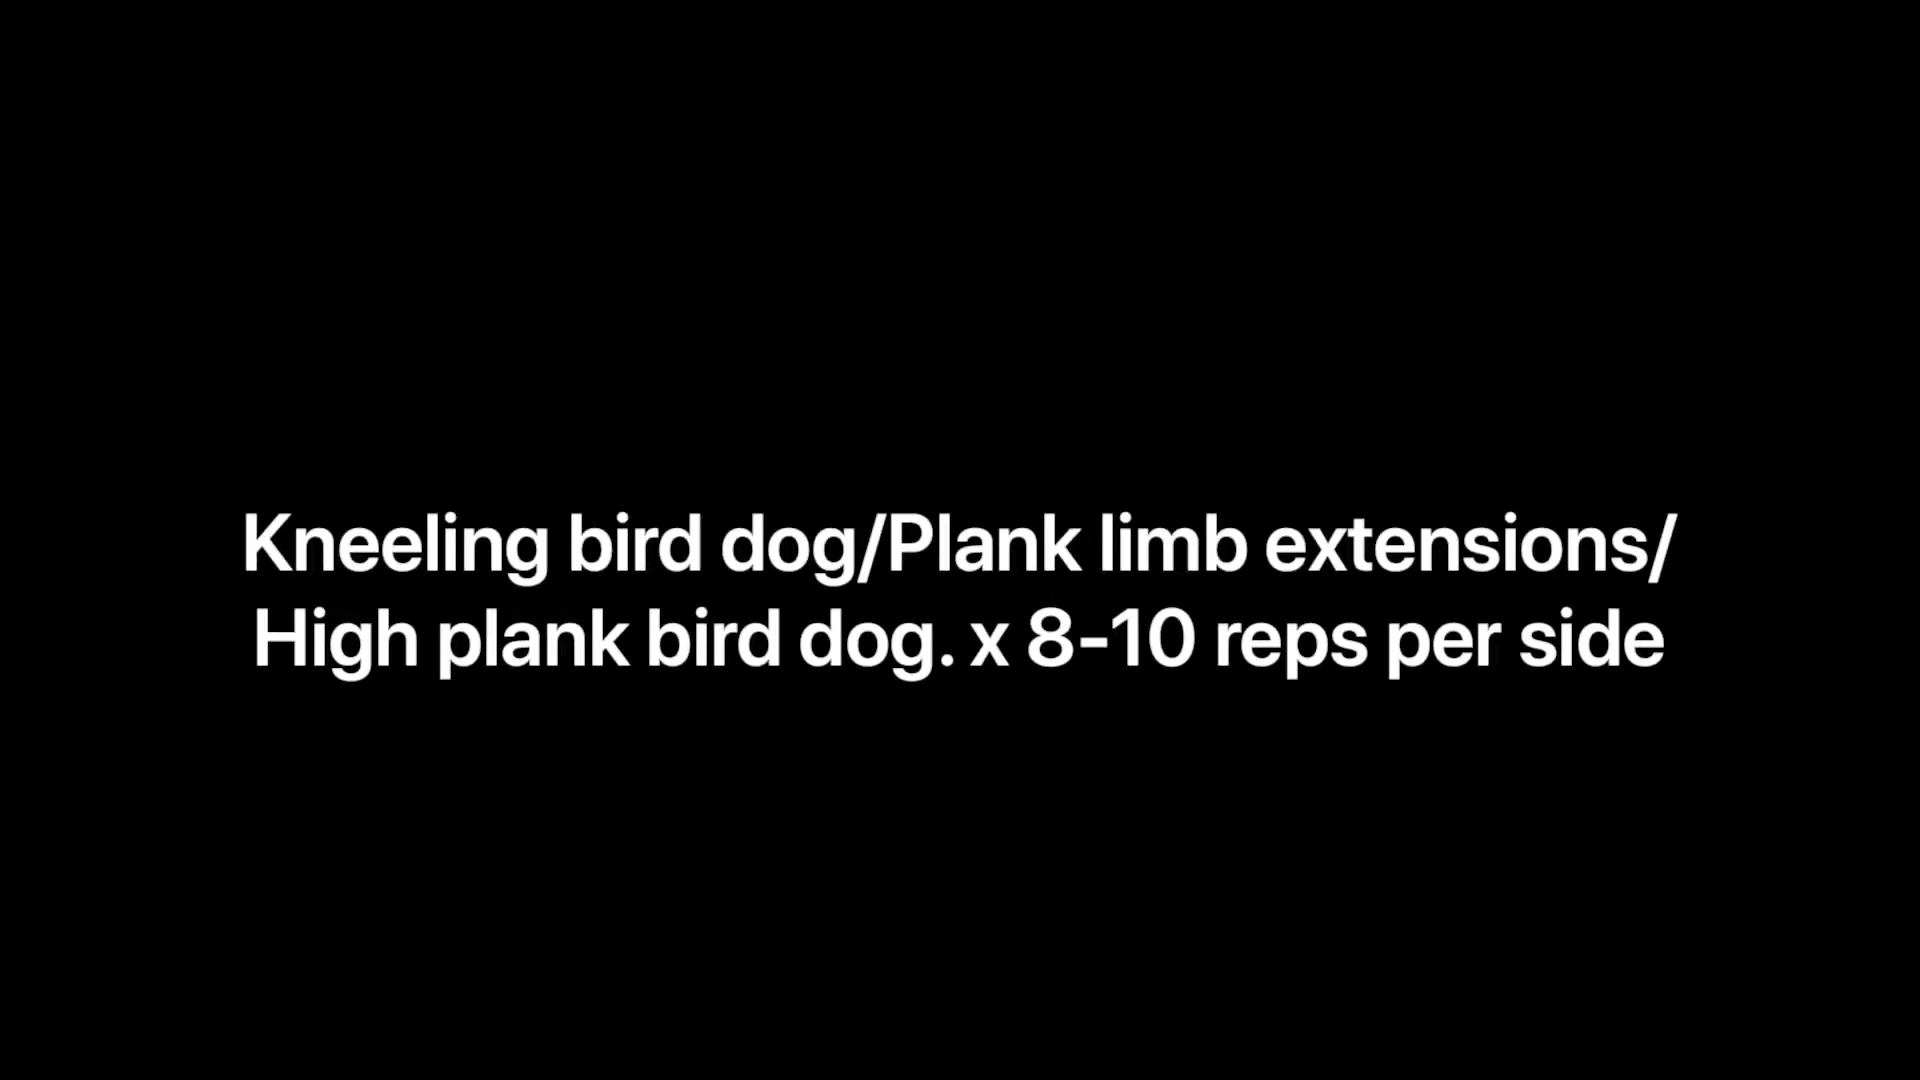 Kneeling bird dog/Plank limb extensions/
High plank bird dog. x 8-10 reps per side